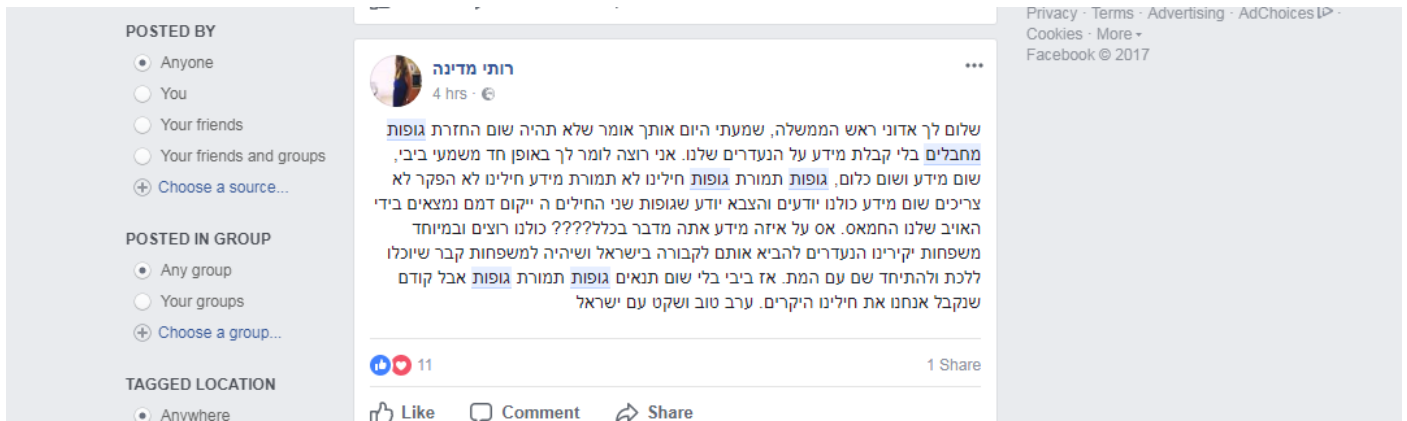 POSTED BY
Anyone
You
Your friends
Your friends and groups
Choose a source...
POSTED IN GROUP
Any group
Your groups
Choose a group...
TAGGED LOCATION
Anywhere
רותי מדינה
4 hrs ·
שלום לך אדוני ראש הממשלה, שמעתי היום אותך אומר שלא תהיה שום החזרת גופות
מחבלים בלי קבלת מידע על הנעדרים שלנו. אני רוצה לומר לך באופן חד משמעי ביבי,
שום מידע ושום כלום, גופות תמורת גופות חילינו לא תמורת מידע חילינו לא הפקר לא
צריכים שום מידע כולנו יודעים והצבא יודע שגופות שני החילים ה ייקום דמם נמצאים בידי
האויב שלנו החמאס. אס על איזה מידע אתה מדבר בכלל???? כולנו רוצים ובמיוחד
משפחות יקירינו הנעדרים להביא אותם לקבורה בישראל ושיהיה למשפחות קבר שיוכלו
ללכת ולהתיחד שם עם המת. אז ביבי בלי שום תנאים גופות תמורת גופות אבל קודם
שנקבל אנחנו את חילינו היקרים. ערב טוב ושקט עם ישראל
11
1 Share
Like
Comment
Share
Privacy · Terms · Advertising · AdChoices ·
Cookies · More
Facebook © 2017